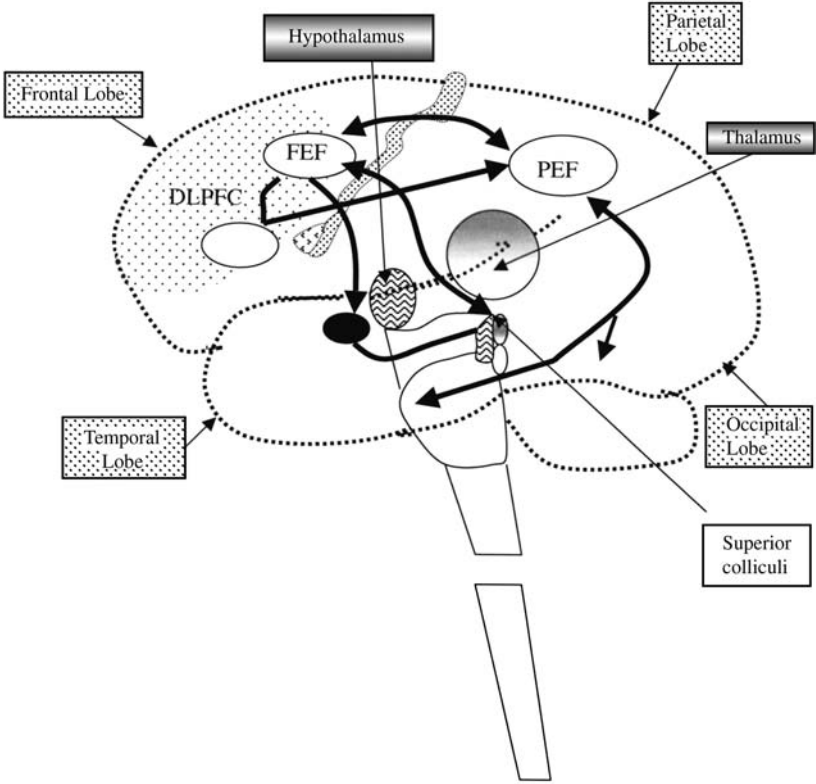 Hypothalamus
Parietal
Lobe
Frontal Lobe
Thalamus
FEF
PEF
DLPFC
Temporal
Lobe
Occipital
Lobe
Superior
colliculi